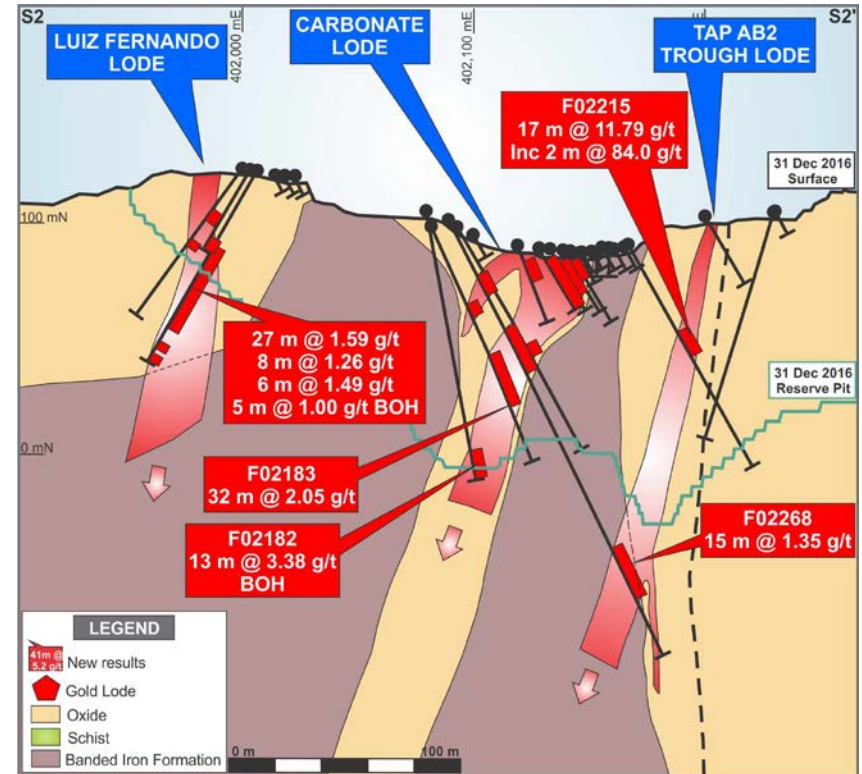 S2
S2'
LUIZ FERNANDO
LODE
402,000 mE
CARBONATE
LODE
402,100 mE
TAP AB2
TROUGH LODE
mE
F02215
17 m @ 11.79 g/t
Inc 2 m @ 84.0 g/t
31 Dec 2016
Surface
100 mN
27 m @ 1.59 g/t
8 m @ 1.26 g/t
6 m @ 1.49 g/t
5 m @ 1.00 g/t BOH
31 Dec 2016
Reserve Pit
0 mN
F02183
32 m @ 2.05 g/t
F02182
13 m @ 3.38 g/t
BOH
F02268
15 m @ 1.35 g/t
LEGEND
41m @
5.2 g/t
New results
Gold Lode
Oxide
Schist
Banded Iron Formation
0 m
100 m